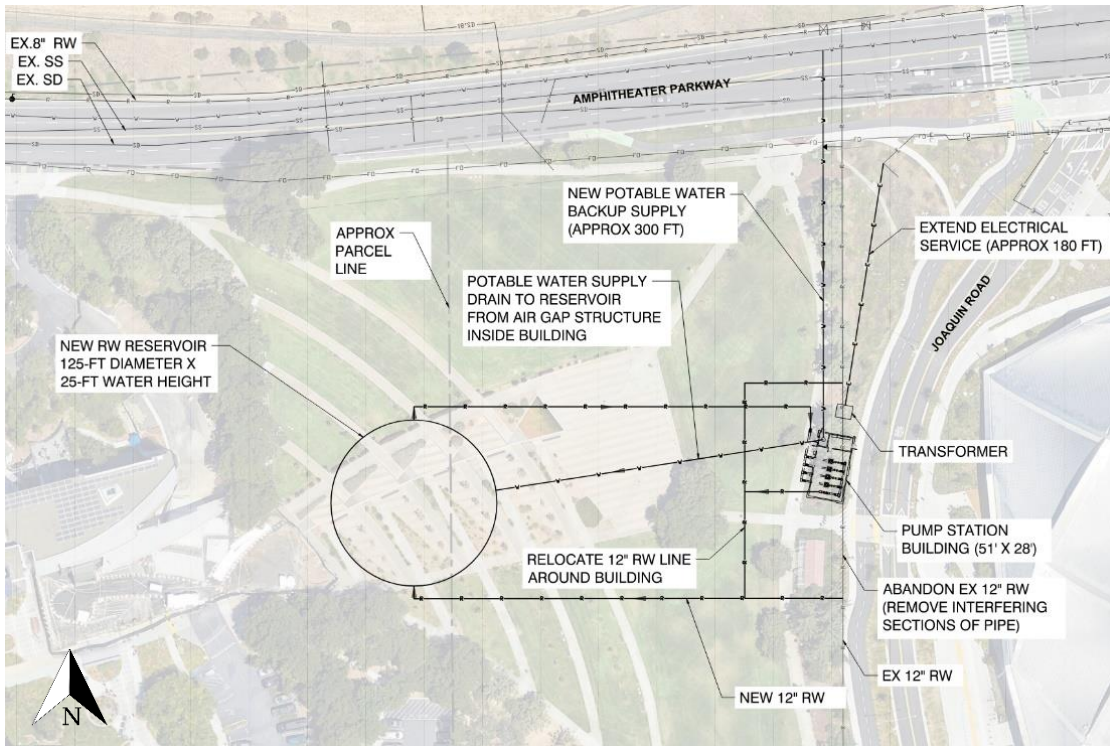 EX.8" RW
EX. SS
EX. SD
AMPHITHEATER PARKWAY
NEW POTABLE WATER
BACKUP SUPPLY
(APPROX 300 FT)
EXTEND ELECTRICAL
SERVICE (APPROX 180 FT)
APPROX
PARCEL
LINE
POTABLE WATER SUPPLY
DRAIN TO RESERVOIR
FROM AIR GAP STRUCTURE
INSIDE BUILDING
JOAQUIN ROAD
NEW RW RESERVOIR
125-FT DIAMETER X
25-FT WATER HEIGHT
TRANSFORMER
PUMP STATION
BUILDING (51' X 28')
RELOCATE 12" RW LINE
AROUND BUILDING
ABANDON EX 12" RW
(REMOVE INTERFERING
SECTIONS OF PIPE)
EX 12" RW
NEW 12" RW
N